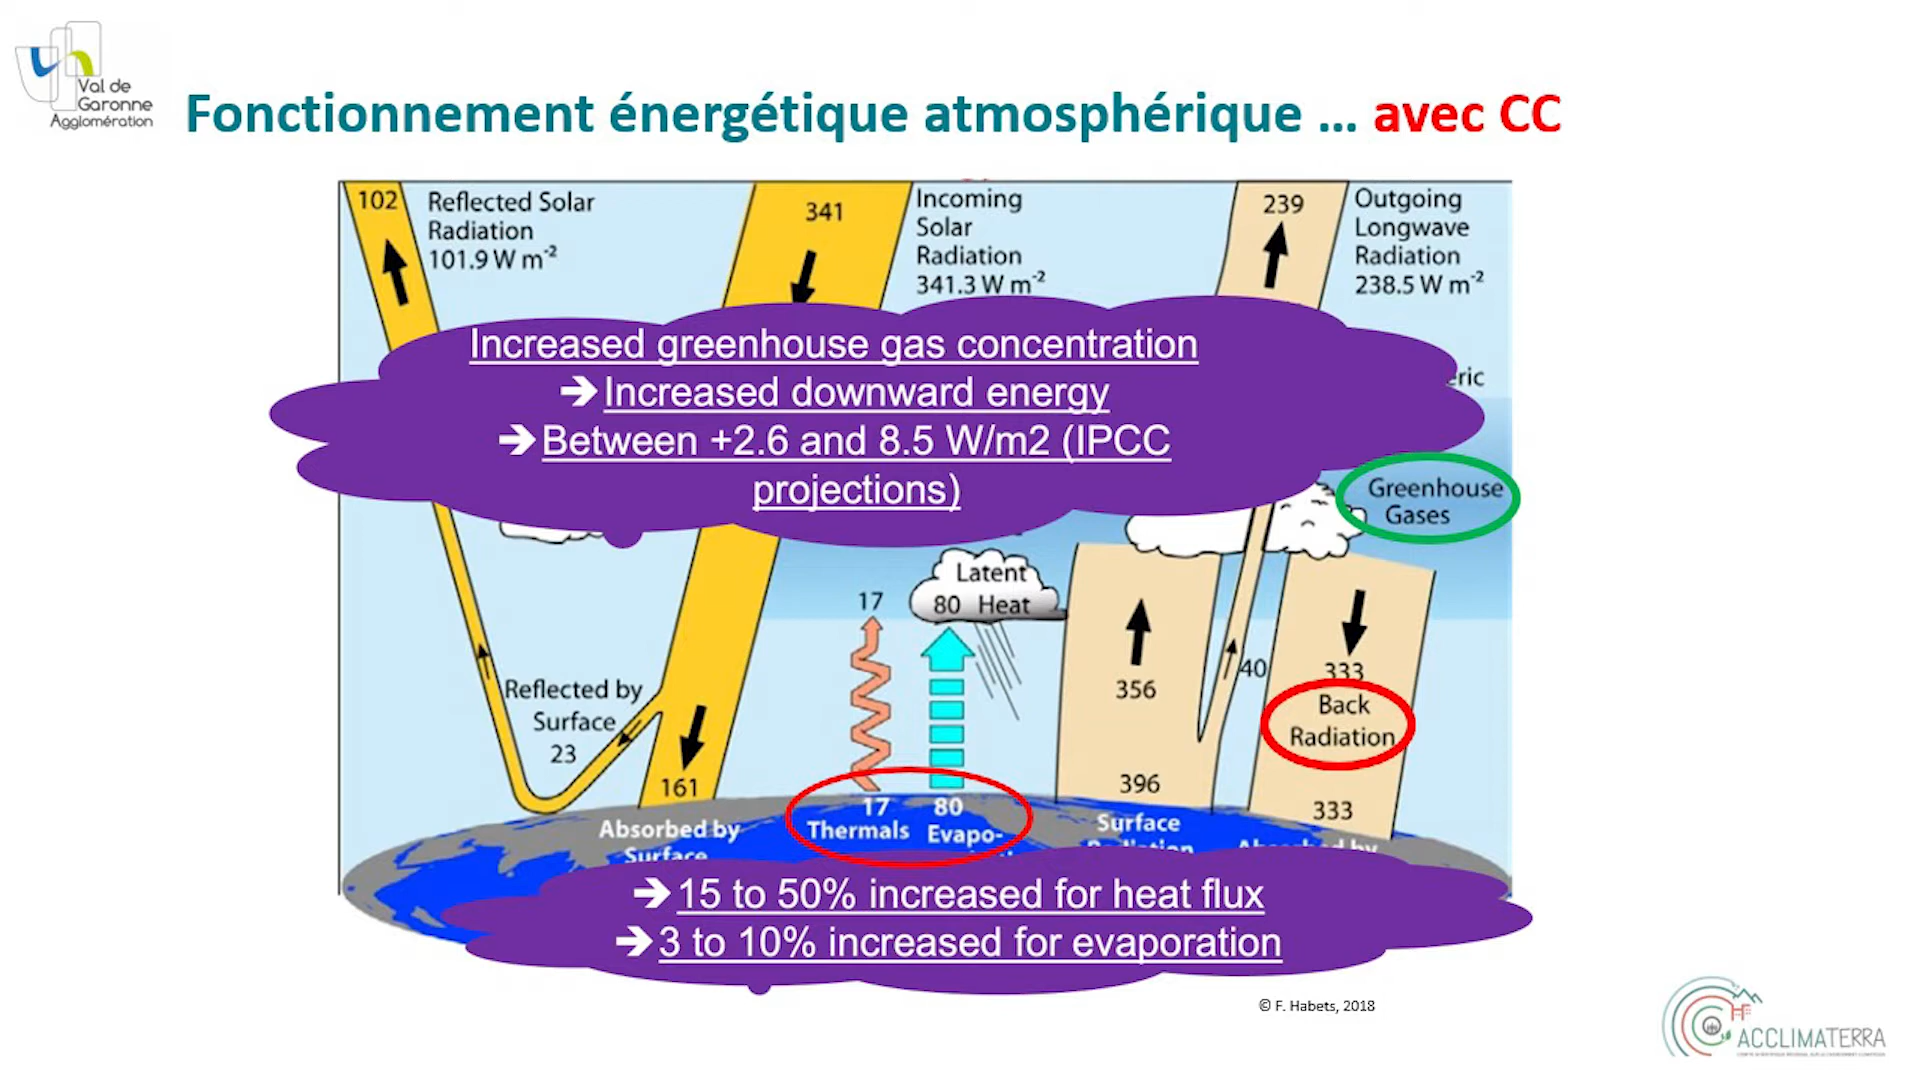 Val de
Garonne
Agglomération
Fonctionnement énergétique atmosphérique ... avec CC
102
Reflected Solar
Radiation
101.9 W m-2
341
Incoming
Solar
Radiation
341.3 W m-2
239
Outgoing
Longwave
Radiation
238.5 W m-2
Increased greenhouse gas concentration
➔ Increased downward energy
➔ Between +2.6 and 8.5 W/m2 (IPCC
projections)
Greenhouse
Gases
Latent
80 Heat
17
Reflected by
Surface
23
161
356
40
333
Back
Radiation
396
333
17 80
Thermals Evapo-
Absorbed by
Surface
Surface
Radiation
Absorbed by
➔ 15 to 50% increased for heat flux
➔ 3 to 10% increased for evaporation
© F. Habets, 2018
ACCLIMATERRA